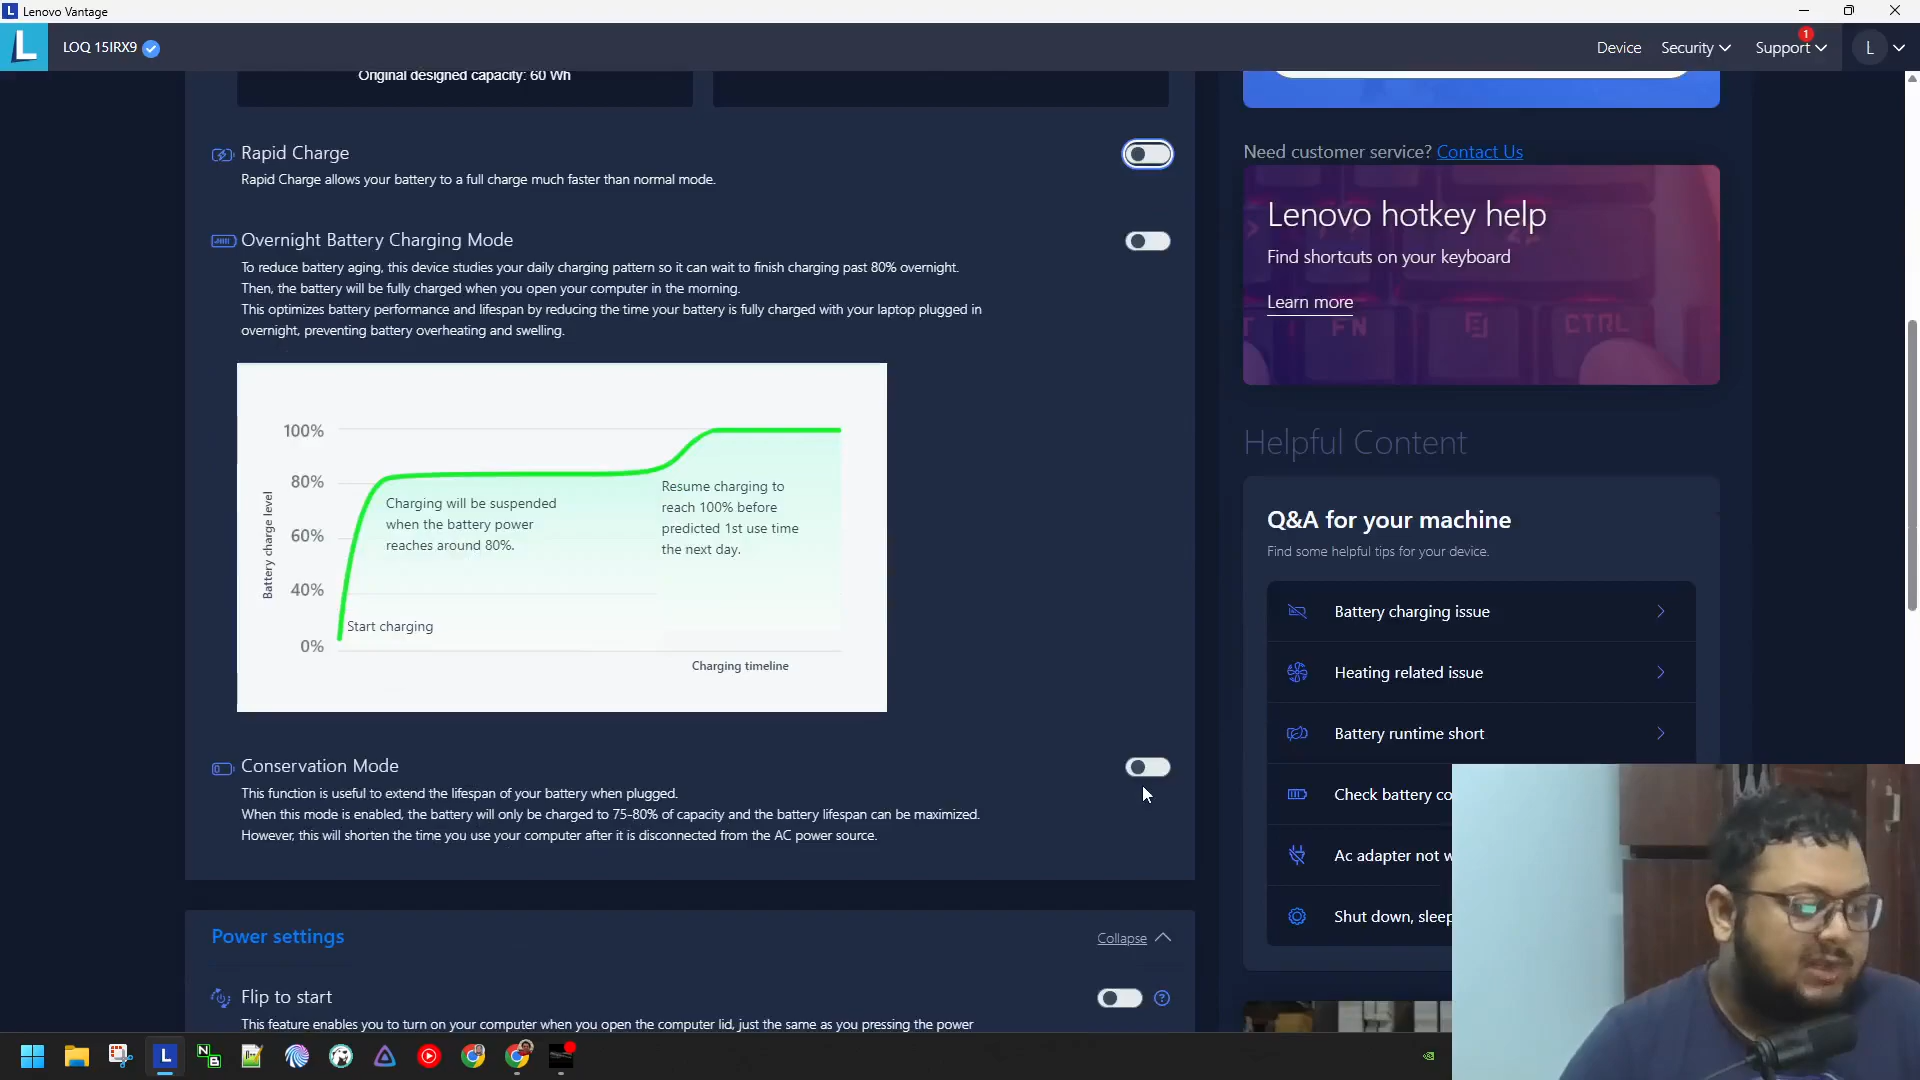 Lenovo Vantage
LOQ 15IRX9
Device
Security
Support
1
L
Original designed capacity: 60 Wh
Rapid Charge
Rapid Charge allows your battery to a full charge much faster than normal mode.
Overnight Battery Charging Mode
To reduce battery aging, this device studies your daily charging pattern so it can wait to finish charging past 80% overnight.
Then, the battery will be fully charged when you open your computer in the morning.
This optimizes battery performance and lifespan by reducing the time your battery is fully charged with your laptop plugged in
overnight, preventing battery overheating and swelling.
Battery charge level
100%
80%
60%
40%
0%
Charging will be suspended
when the battery power
reaches around 80%.
Resume charging to
reach 100% before
predicted 1st use time
the next day.
Start charging
Charging timeline
Conservation Mode
This function is useful to extend the lifespan of your battery when plugged.
When this mode is enabled, the battery will only be charged to 75-80% of capacity and the battery lifespan can be maximized.
However, this will shorten the time you use your computer after it is disconnected from the AC power source.
Power settings
Collapse
Flip to start
This feature enables you to turn on your computer when you open the computer lid, just the same as you pressing the power
Need customer service? Contact Us
Lenovo hotkey help
Find shortcuts on your keyboard
Learn more
FN
CTRL
Helpful Content
Q&A for your machine
Find some helpful tips for your device.
Battery charging issue
Heating related issue
Battery runtime short
Check battery co
Ac adapter not w
Shut down, sleep